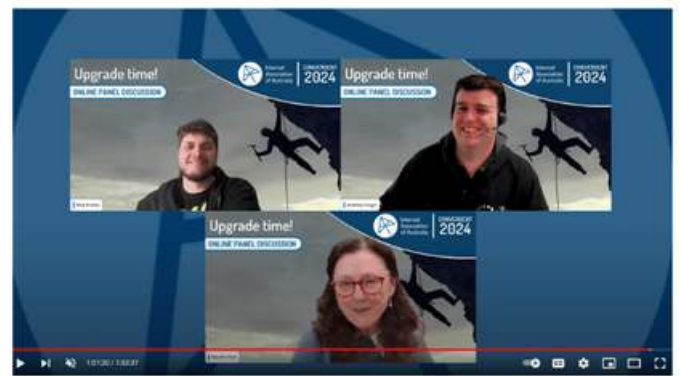 Upgrade time!
ONLINE PANEL DISCUSSION
Internet
Association
of Australia
CONVERGENT
2024
Upgrade time!
ONLINE PANEL DISCUSSION
Internet
Association
of Australia
CONVERGENT
2024
Upgrade time!
ONLINE PANEL DISCUSSION
Internet
Association
of Australia
CONVERGENT
2024